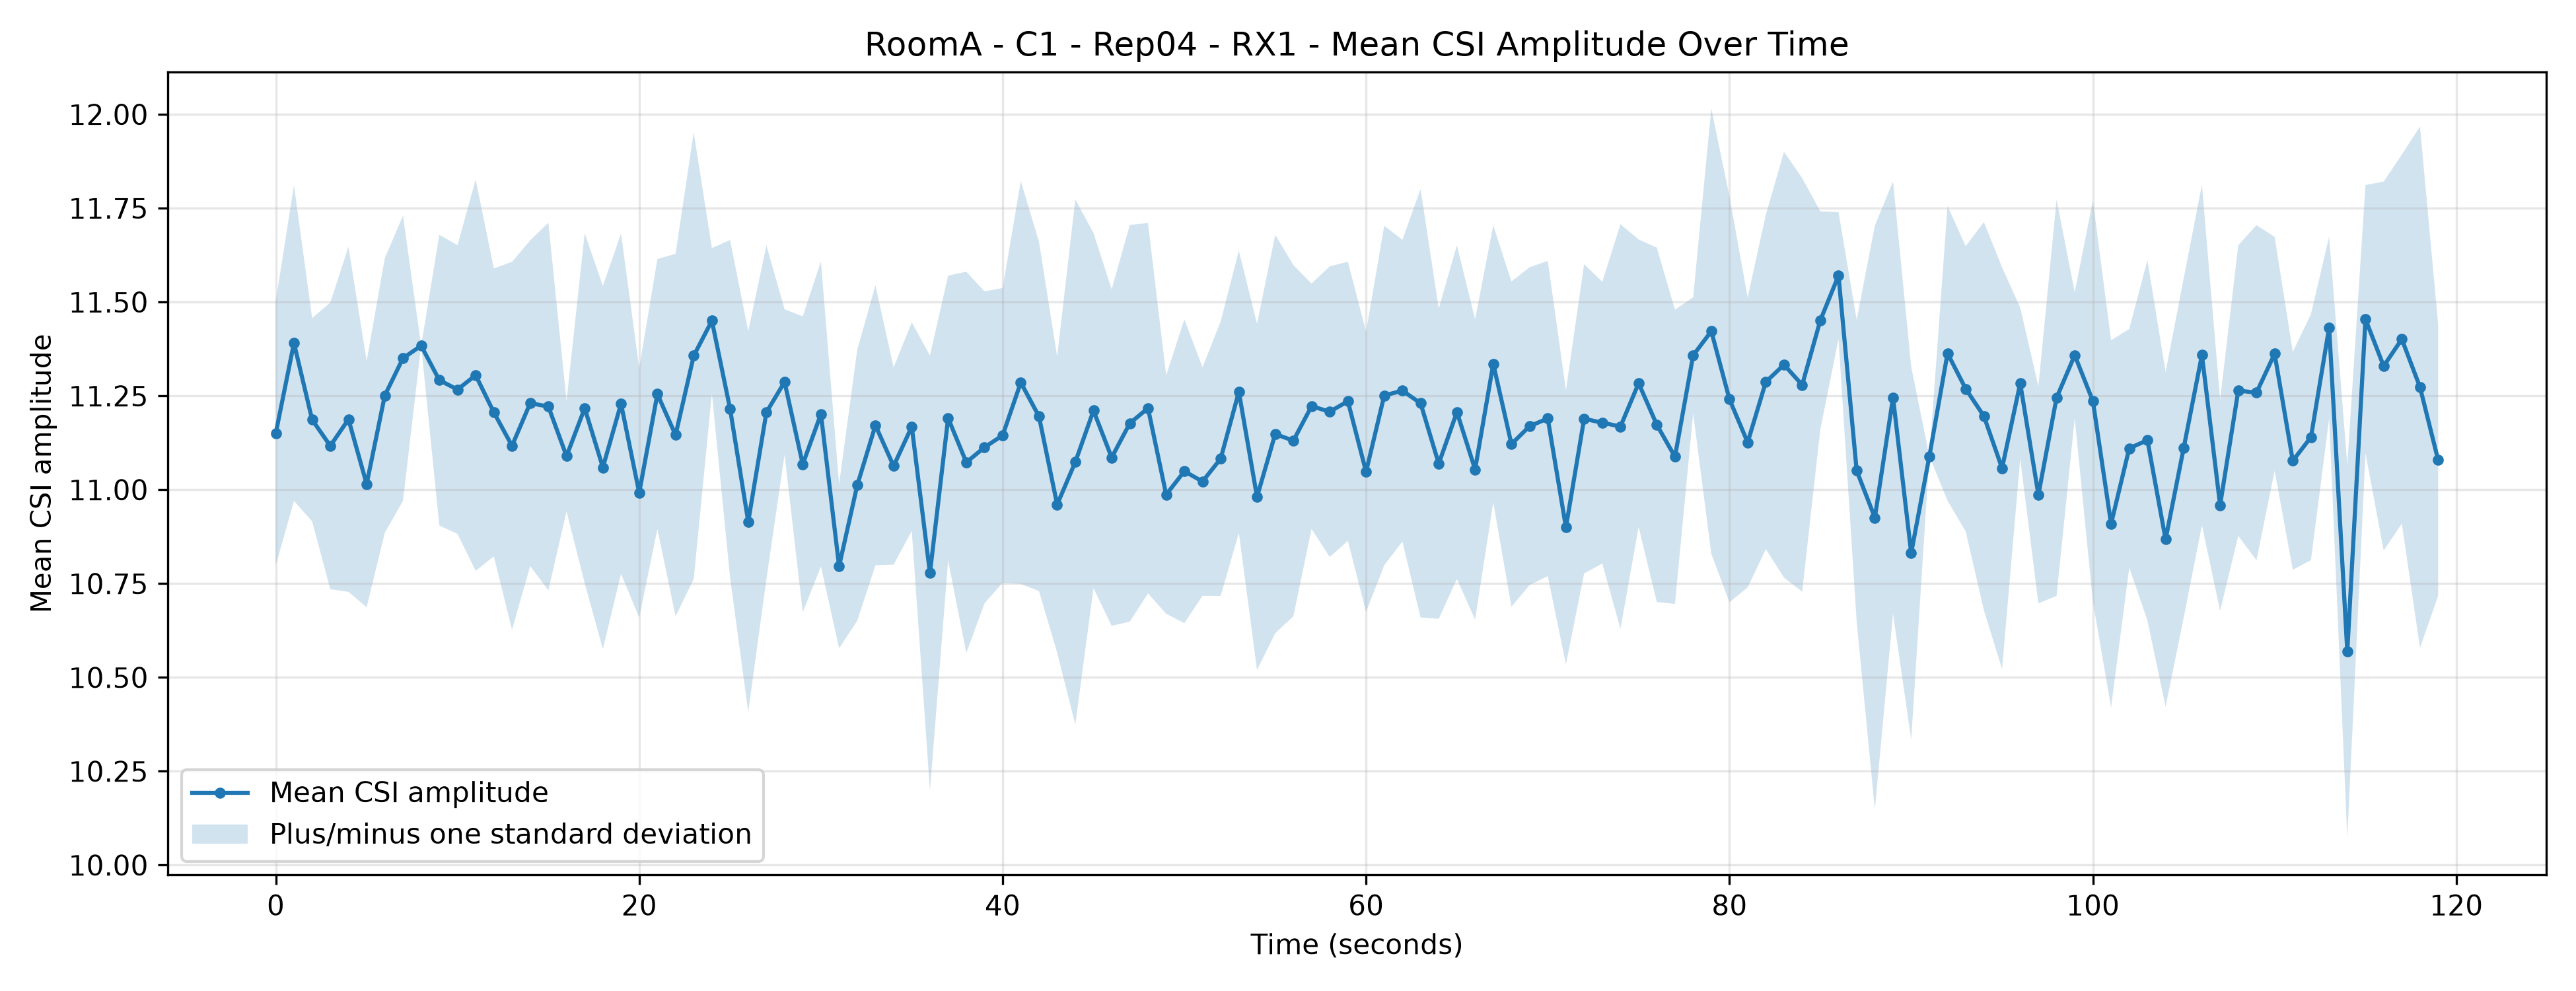 RoomA - C1 - Rep04 - RX1 - Mean CSI Amplitude Over Time
Mean CSI amplitude
12.00
11.75
11.50
11.25
11.00
10.75
10.50
10.25
10.00
Mean CSI amplitude
Plus/minus one standard deviation
0 20 40 60 80 100 120
Time (seconds)